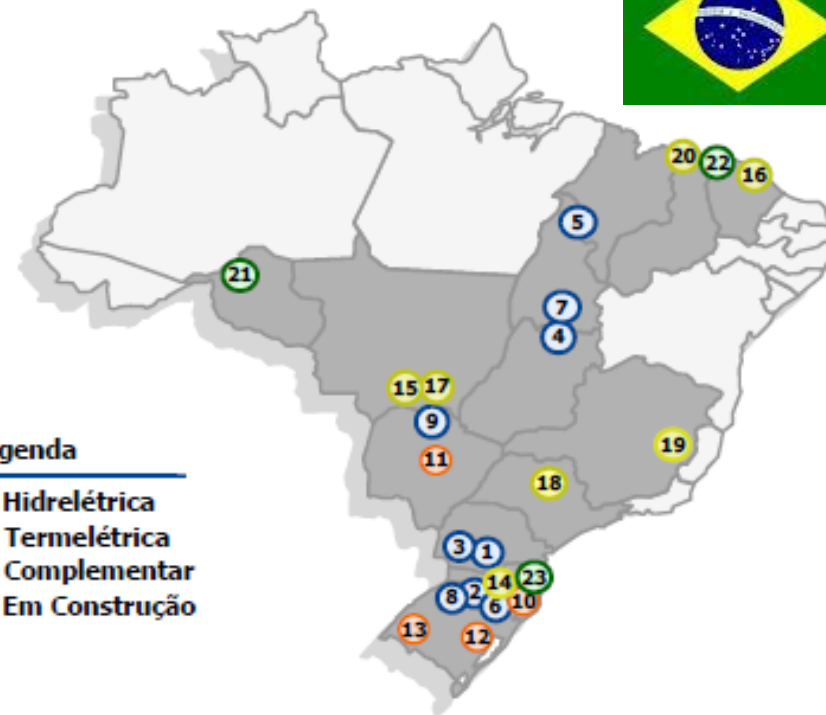 20 22 16
5
21
7
4
15 17
9
19
11
18
3 1
14 23
8 2 6 10
13 12
genda
Hidrelétrica
Termelétrica
Complementar
Em Construção